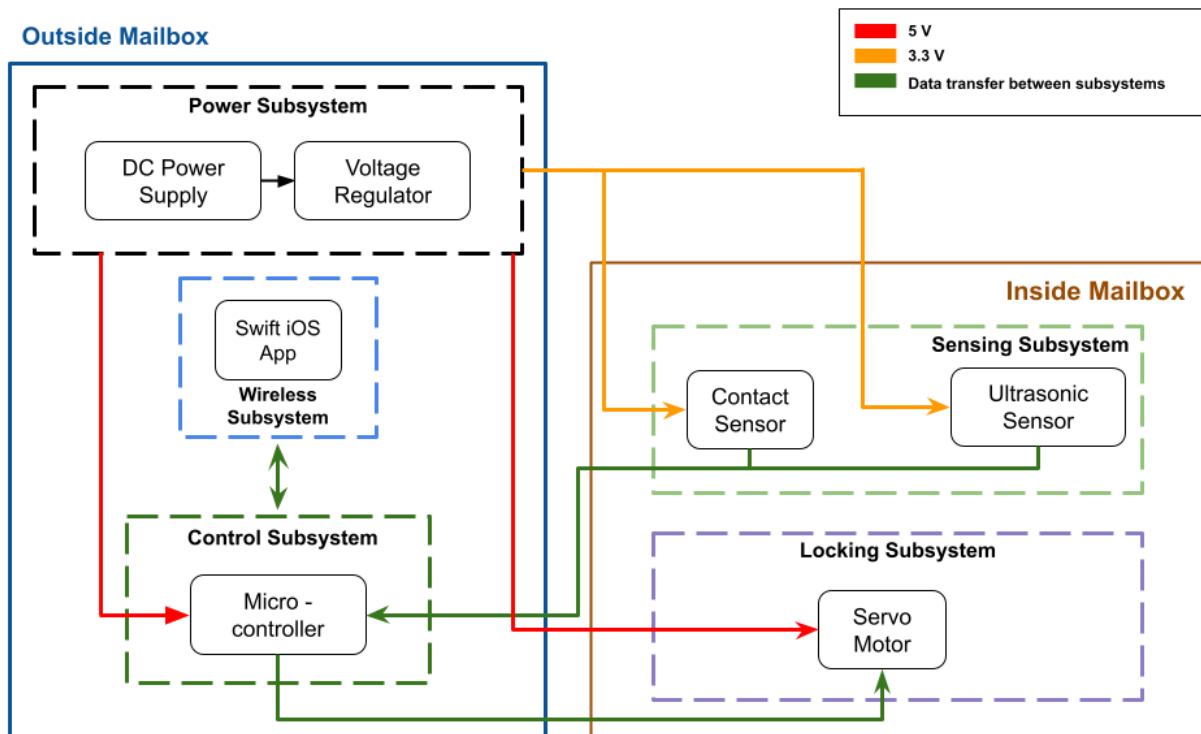 Outside Mailbox
5 V
3.3 V
Data transfer between subsystems
Power Subsystem
DC Power
Supply
Voltage
Regulator
Swift iOS
App
Wireless
Subsystem
Inside Mailbox
Sensing Subsystem
Contact
Sensor
Ultrasonic
Sensor
Control Subsystem
Micro -
controller
Locking Subsystem
Servo
Motor